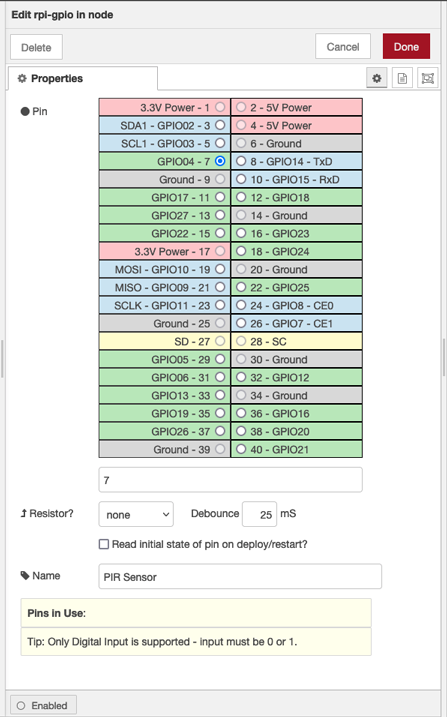 Edit rpi-gpio in node
Delete Cancel Done
Properties
Pin
3.3V Power - 1 2 - 5V Power
SDA1 - GPIO02 - 3 4 - 5V Power
SCL1 - GPIO03 - 5 6 - Ground
GPIO04 - 7 8 - GPIO14 - TxD
Ground - 9 10 - GPIO15 - RxD
GPIO17 - 11 12 - GPIO18
GPIO27 - 13 14 - Ground
GPIO22 - 15 16 - GPIO23
3.3V Power - 17 18 - GPIO24
MOSI - GPIO10 - 19 20 - Ground
MISO - GPIO09 - 21 22 - GPIO25
SCLK - GPIO11 - 23 24 - GPIO8 - CE0
Ground - 25 26 - GPIO7 - CE1
SD - 27 28 - SC
GPIO05 - 29 30 - Ground
GPIO06 - 31 32 - GPIO12
GPIO13 - 33 34 - Ground
GPIO19 - 35 36 - GPIO16
GPIO26 - 37 38 - GPIO20
Ground - 39 40 - GPIO21
7
Resistor? none Debounce 25 mS
Read initial state of pin on deploy/restart?
Name PIR Sensor
Pins in Use:
Tip: Only Digital Input is supported - input must be 0 or 1.
Enabled